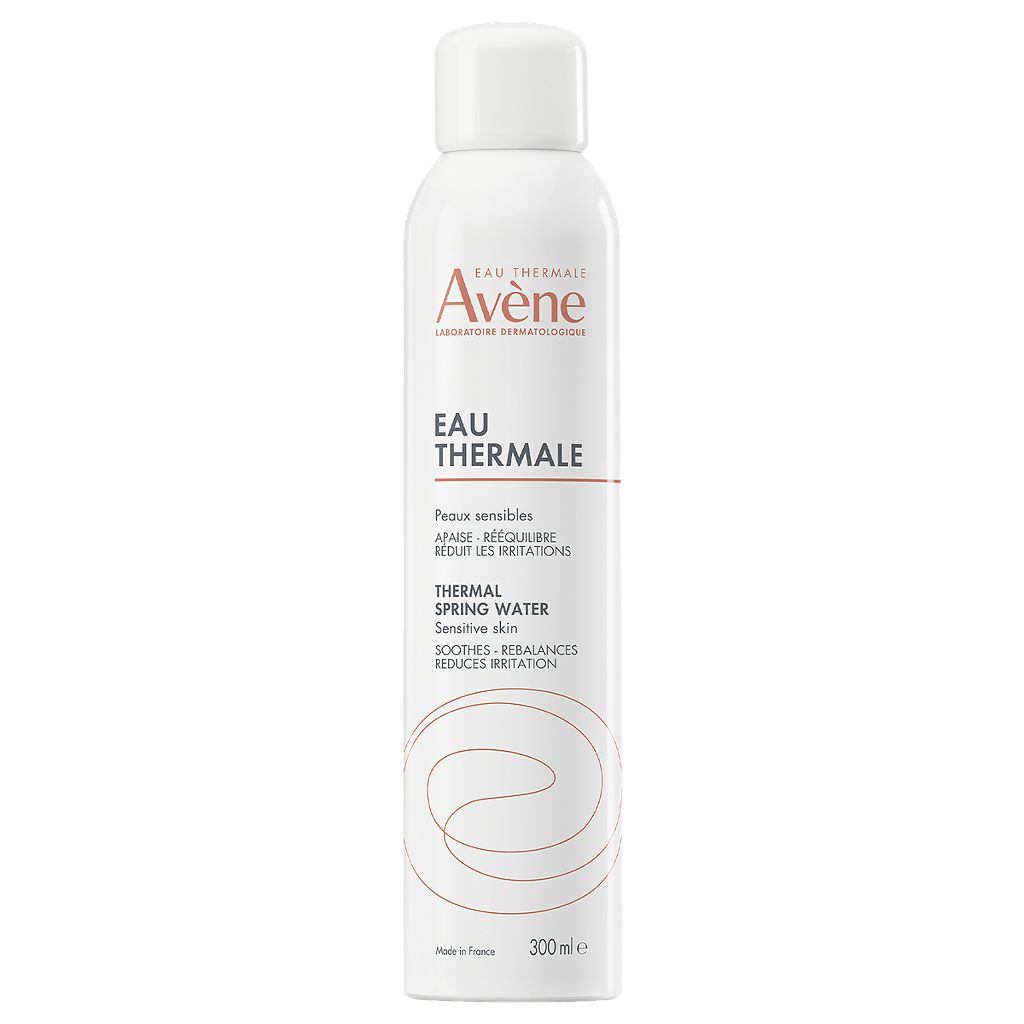 EAU THERMALE
Avène
LABORATOIRE DERMATOLOGIQUE
EAU
THERMALE
Peaux sensibles
APAISE - RÉÉQUILIBRE
RÉDUIT LES IRRITATIONS
THERMAL
SPRING WATER
Sensitive skin
SOOTHES - REBALANCES
REDUCES IRRITATION
Made in France
300 ml ℮